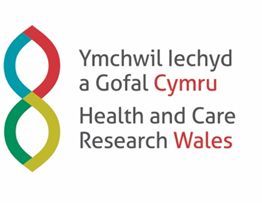 Ymchwil Iechyd
a Gofal Cymru
Health and Care
Research Wales